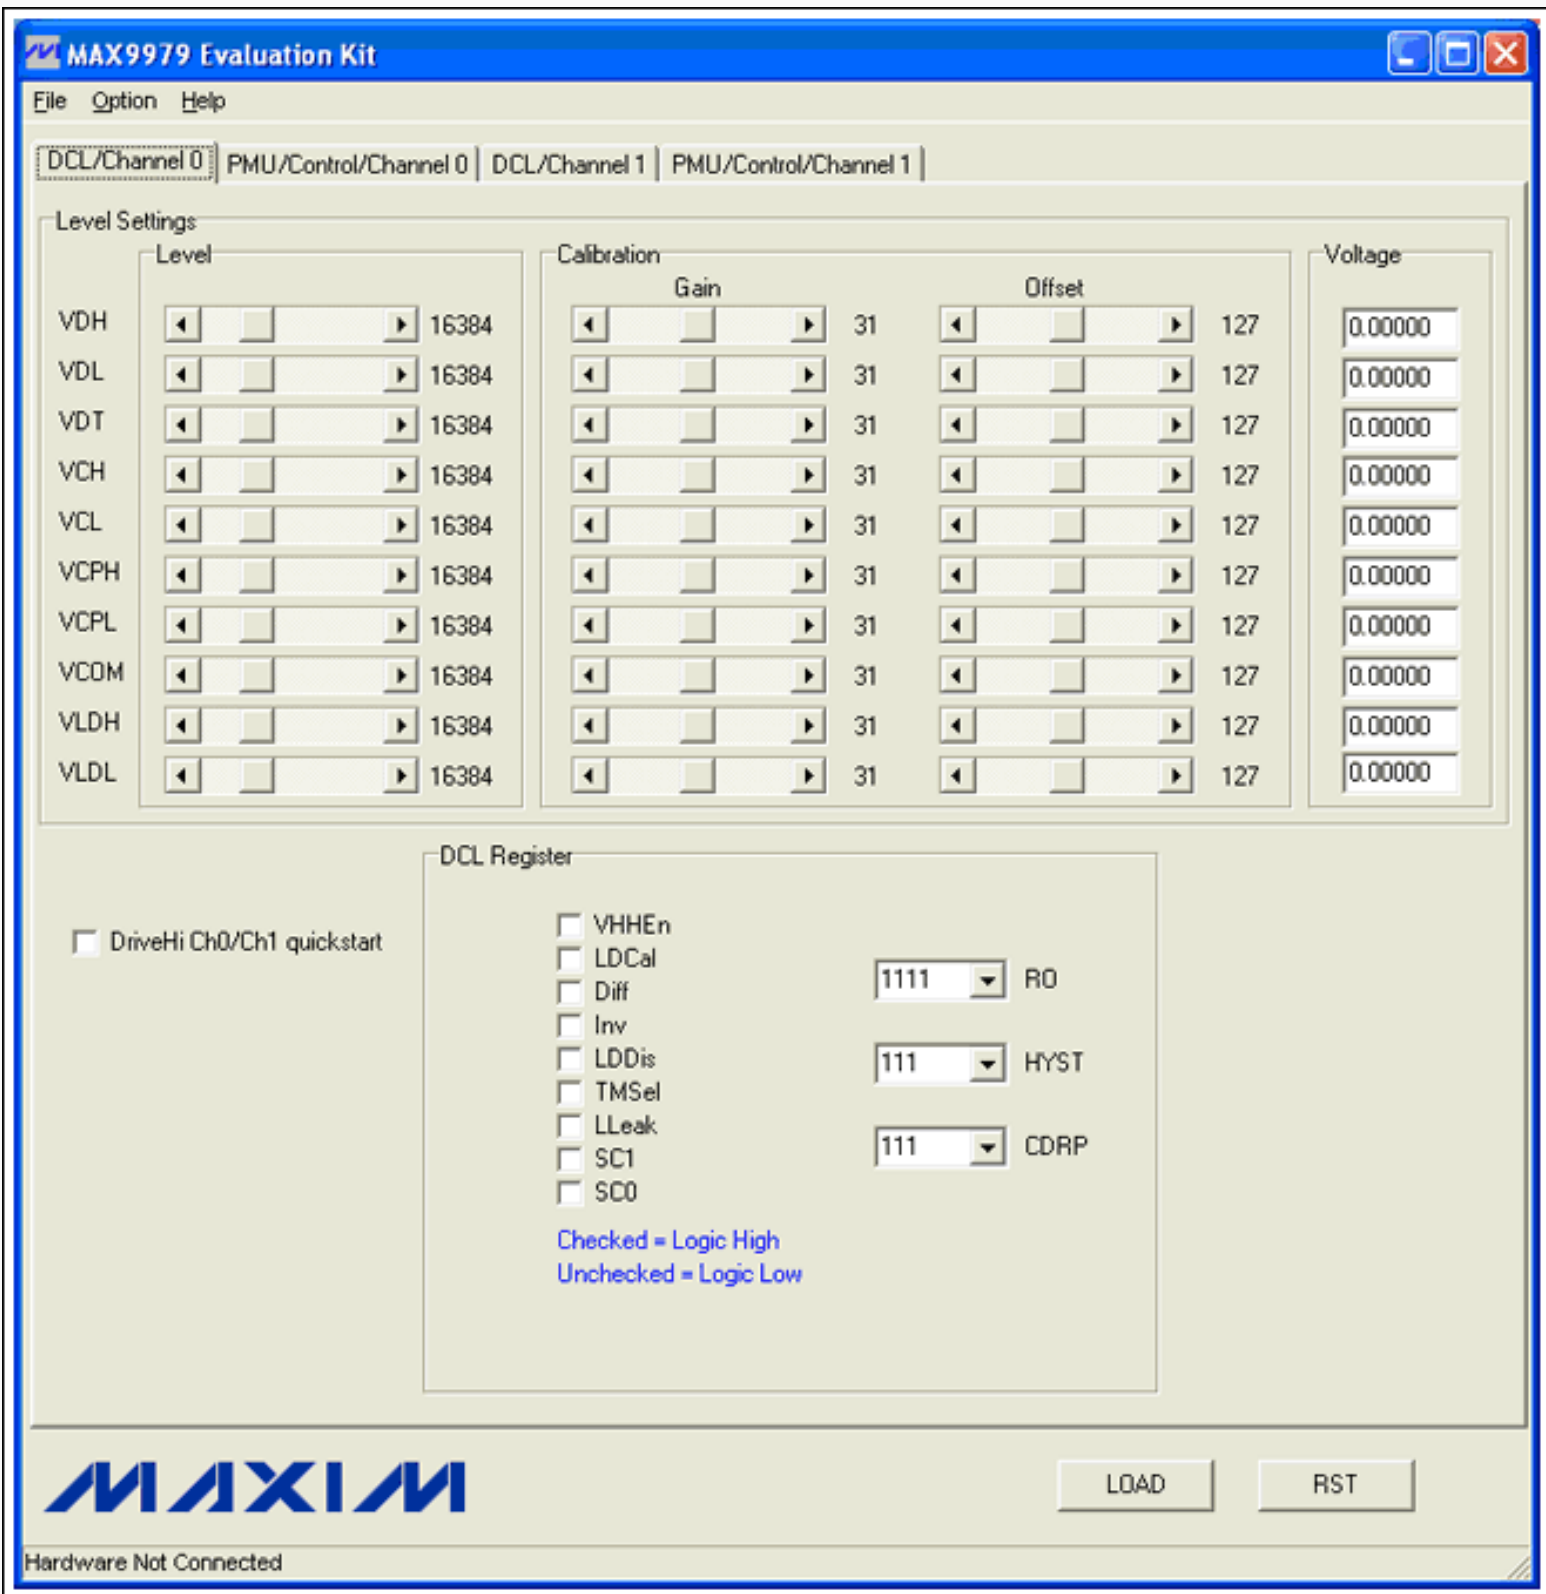 MAX9979 Evaluation Kit
File Option Help
DCL/Channel 0 PMU/Control/Channel 0 DCL/Channel 1 PMU/Control/Channel 1
Level Settings
Level Calibration Voltage
Gain Offset
VDH 16384 31 127 0.00000
VDL 16384 31 127 0.00000
VDT 16384 31 127 0.00000
VCH 16384 31 127 0.00000
VCL 16384 31 127 0.00000
VCPH 16384 31 127 0.00000
VCPL 16384 31 127 0.00000
VCOM 16384 31 127 0.00000
VLDH 16384 31 127 0.00000
VLDL 16384 31 127 0.00000
DCL Register
DriveHi Ch0/Ch1 quickstart
VHHEn
LDCal
Diff
Inv
LDDis
TMSel
LLeak
SC1
SC0
1111 RO
111 HYST
111 CDRP
Checked = Logic High
Unchecked = Logic Low
MAXIM
LOAD RST
Hardware Not Connected